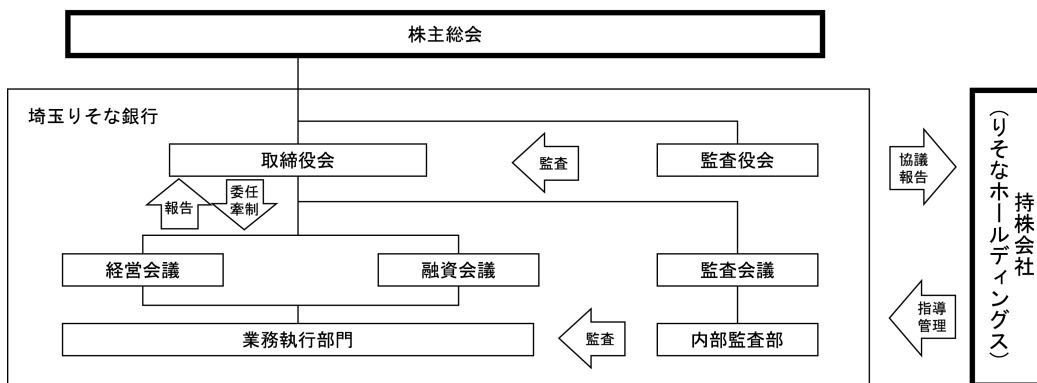 株主総会
埼玉りそな銀行
取締役会
監査
監査役会
協議
報告
報告
委任
牽制
経営会議
融資会議
監査会議
業務執行部門
監査
内部監査部
指導
管理
持株会社
（りそなホールディングス）